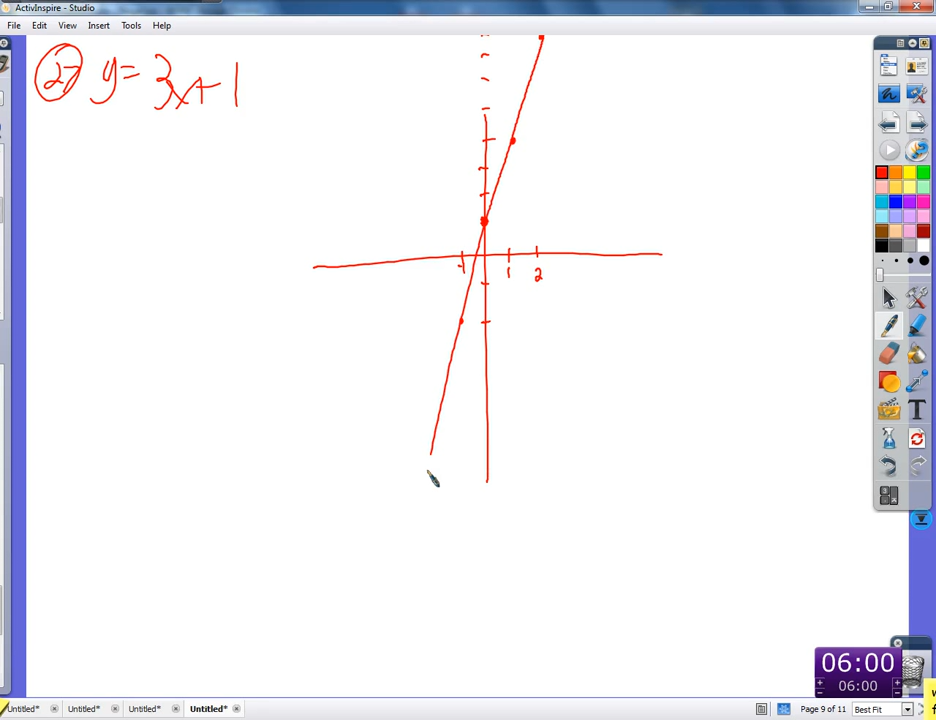 ActivInspire - Studio
File Edit View Insert Tools Help
27 y = 3x+1
-1 1 2
T
06:00
06:00
Untitled* Untitled* Untitled* Untitled* Page 9 of 11 Best Fit